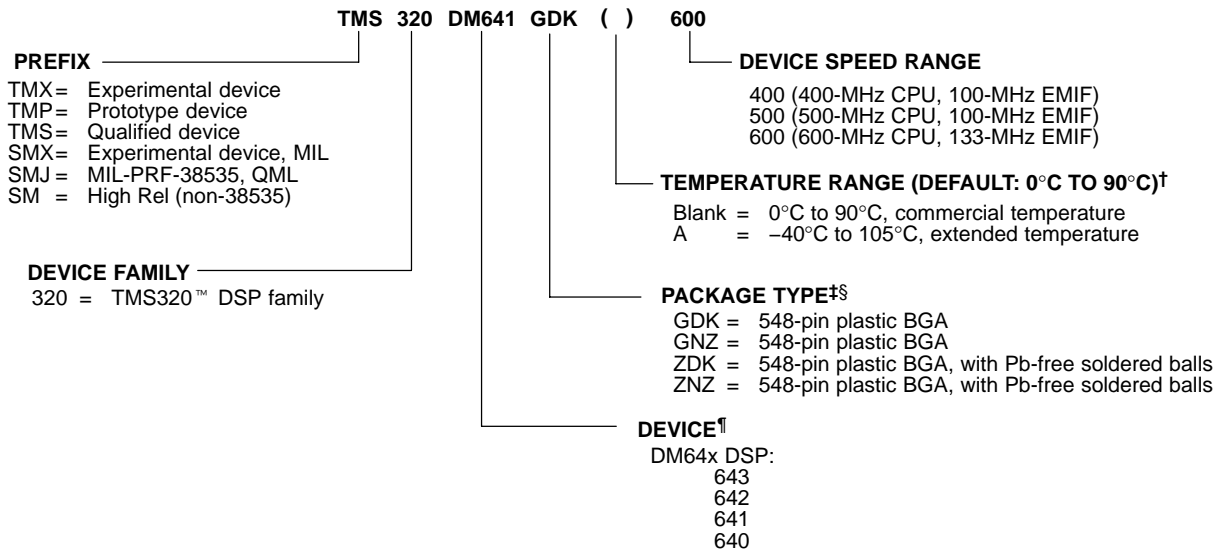 TMS 320 DM641 GDK ( ) 600
PREFIX
TMX= Experimental device
TMP= Prototype device
TMS= Qualified device
SMX= Experimental device, MIL
SMJ= MIL-PRF-38535, QML
SM = High Rel (non-38535)
DEVICE SPEED RANGE
400 (400-MHz CPU, 100-MHz EMIF)
500 (500-MHz CPU, 100-MHz EMIF)
600 (600-MHz CPU, 133-MHz EMIF)
TEMPERATURE RANGE (DEFAULT: 0°C TO 90°C)†
Blank = 0°C to 90°C, commercial temperature
A = −40°C to 105°C, extended temperature
DEVICE FAMILY
320 = TMS320™ DSP family
PACKAGE TYPE‡§
GDK = 548-pin plastic BGA
GNZ = 548-pin plastic BGA
ZDK = 548-pin plastic BGA, with Pb-free soldered balls
ZNZ = 548-pin plastic BGA, with Pb-free soldered balls
DEVICE¶
DM64x DSP:
643
642
641
640